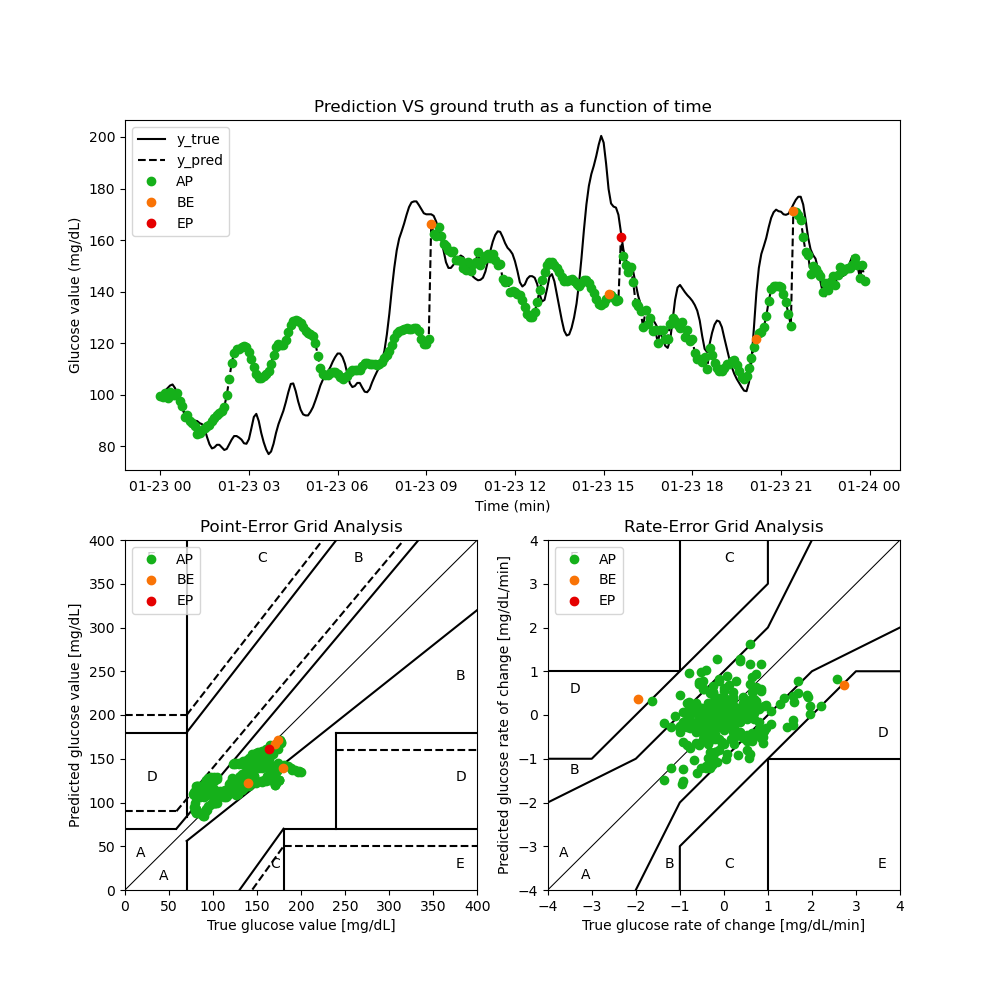 Prediction VS ground truth as a function of time
Glucose value (mg/dL)
200
180
160
140
120
100
80
y_true
y_pred
AP
BE
EP
01-23 00 01-23 03 01-23 06 01-23 09 01-23 12 01-23 15 01-23 18 01-23 21 01-24 00
Time (min)
Point-Error Grid Analysis
Predicted glucose value [mg/dL]
400
350
300
250
200
150
100
50
0
AP
BE
EP
C B
B
D D
A
A C E
0 50 100 150 200 250 300 350 400
True glucose value [mg/dL]
Rate-Error Grid Analysis
Predicted glucose rate of change [mg/dL/min]
4
3
2
1
0
−1
−2
−3
−4
AP
BE
EP
C
D
D
B
A
A B C E
−4 −3 −2 −1 0 1 2 3 4
True glucose rate of change [mg/dL/min]